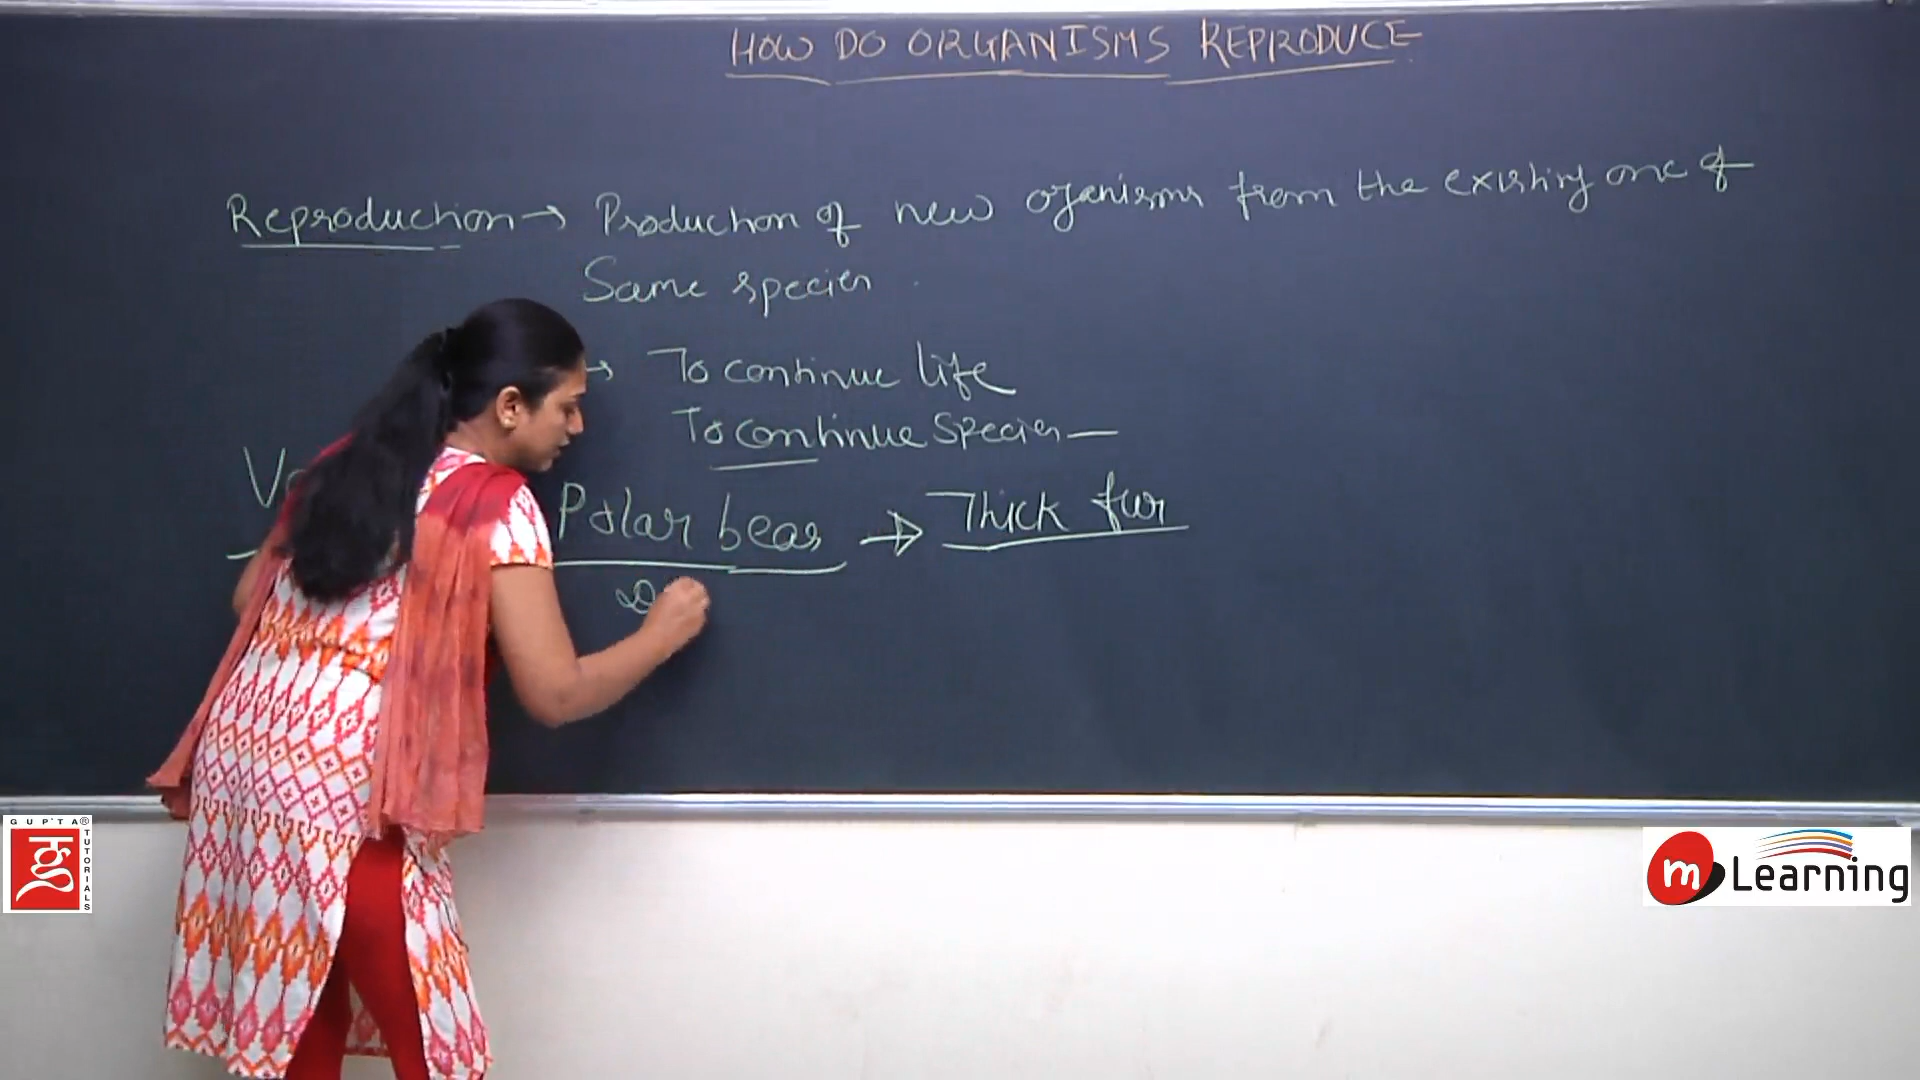 HOW DO ORGANISMS REPRODUCE
Reproduction → Production of new organisms from the existing one of
Same species.
→ To continue life
To continue species —
Polar bear → Thick fur
GUPTA® TUTORIALS
m Learning